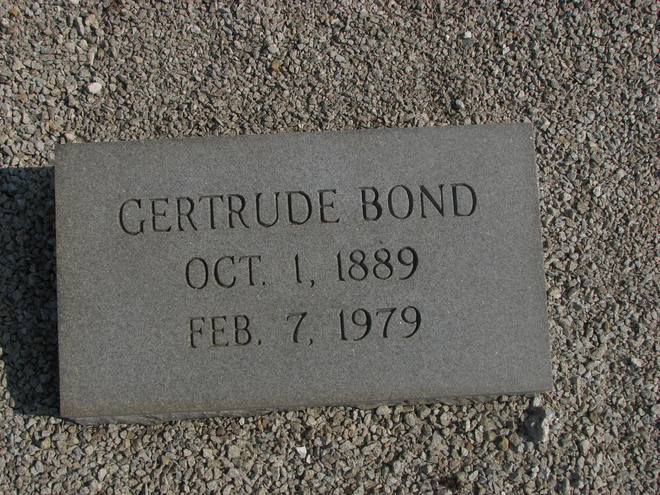 GERTRUDE BOND
OCT. 1, 1889
FEB. 7, 1979